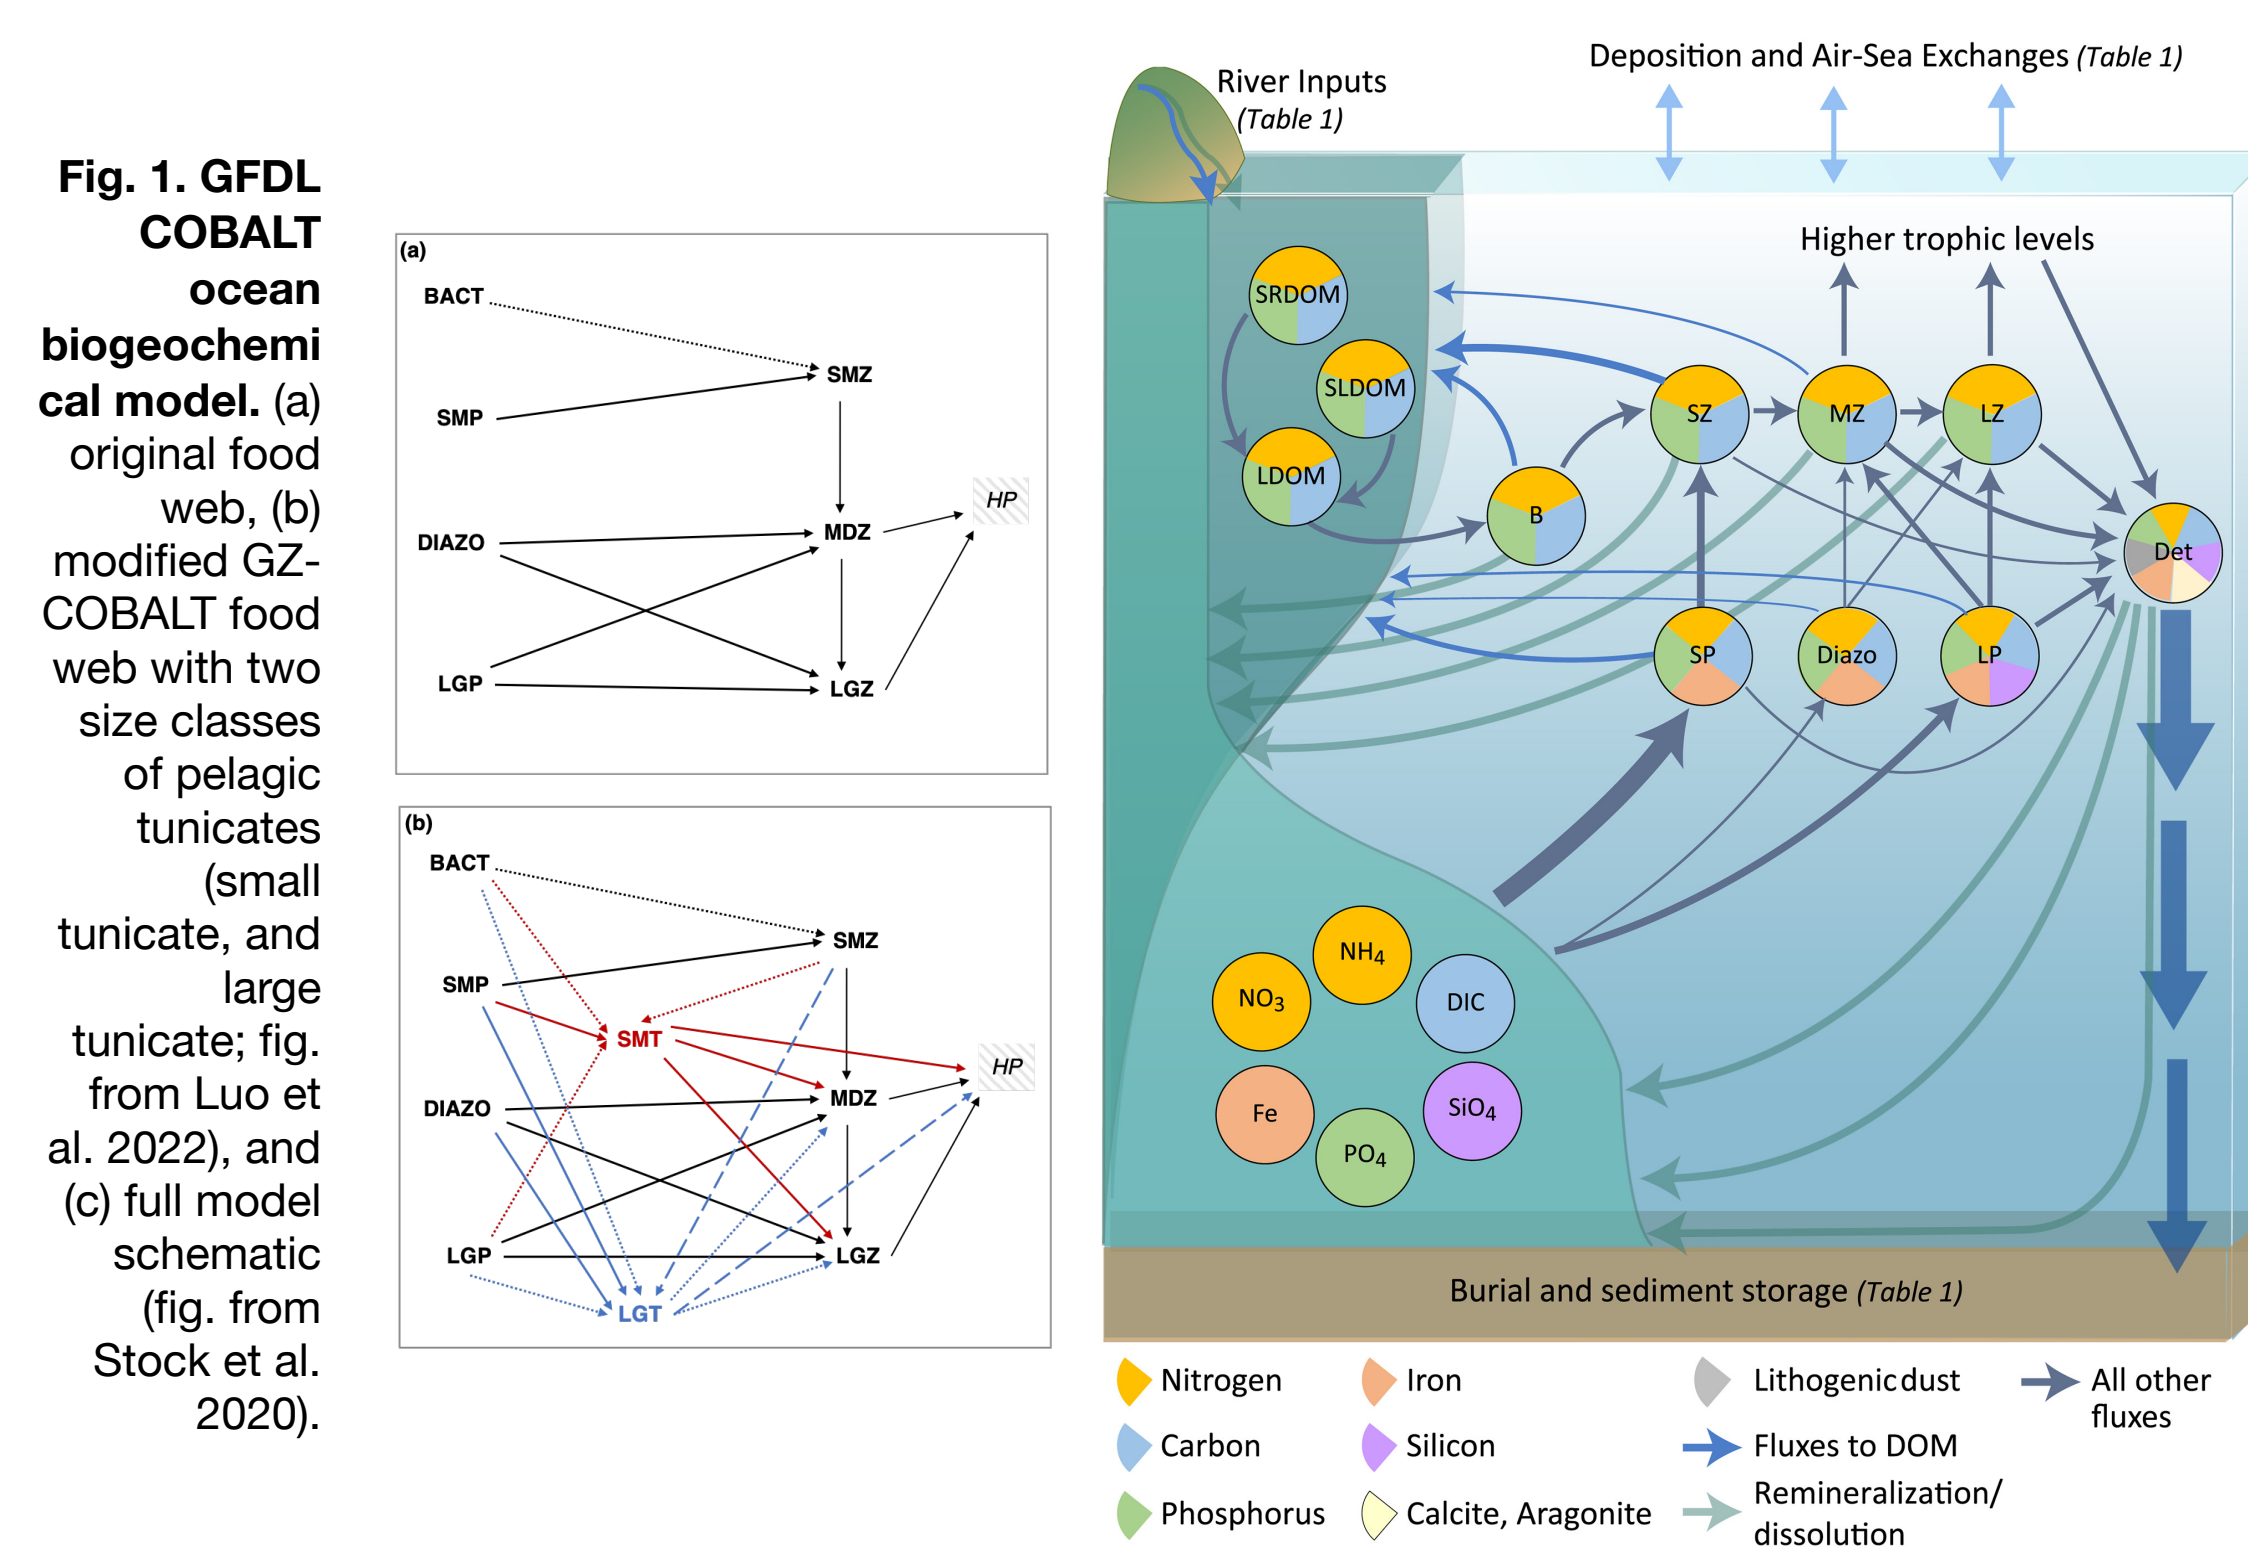 Fig. 1. GFDL
COBALT
ocean
biogeochemi
cal model. (a)
original food
web, (b)
modified GZ-
COBALT food
web with two
size classes
of pelagic
tunicates
(small
tunicate, and
large
tunicate; fig.
from Luo et
al. 2022), and
(c) full model
schematic
(fig. from
Stock et al.
2020).
(a)
BACT
SMZ
SMP
HP
MDZ
DIAZO
LGP
LGZ
(b)
BACT
SMZ
SMP
SMT
HP
MDZ
DIAZO
LGP
LGZ
LGT
Deposition and Air-Sea Exchanges (Table 1)
River Inputs
(Table 1)
Higher trophic levels
SRDOM
SLDOM
LDOM
B
SZ
MZ
LZ
Det
SP
Diazo
LP
NH4
NO3
DIC
Fe
SiO4
PO4
Burial and sediment storage (Table 1)
Nitrogen
Carbon
Phosphorus
Iron
Silicon
Calcite, Aragonite
Lithogenic dust
Fluxes to DOM
Remineralization/
dissolution
All other
fluxes